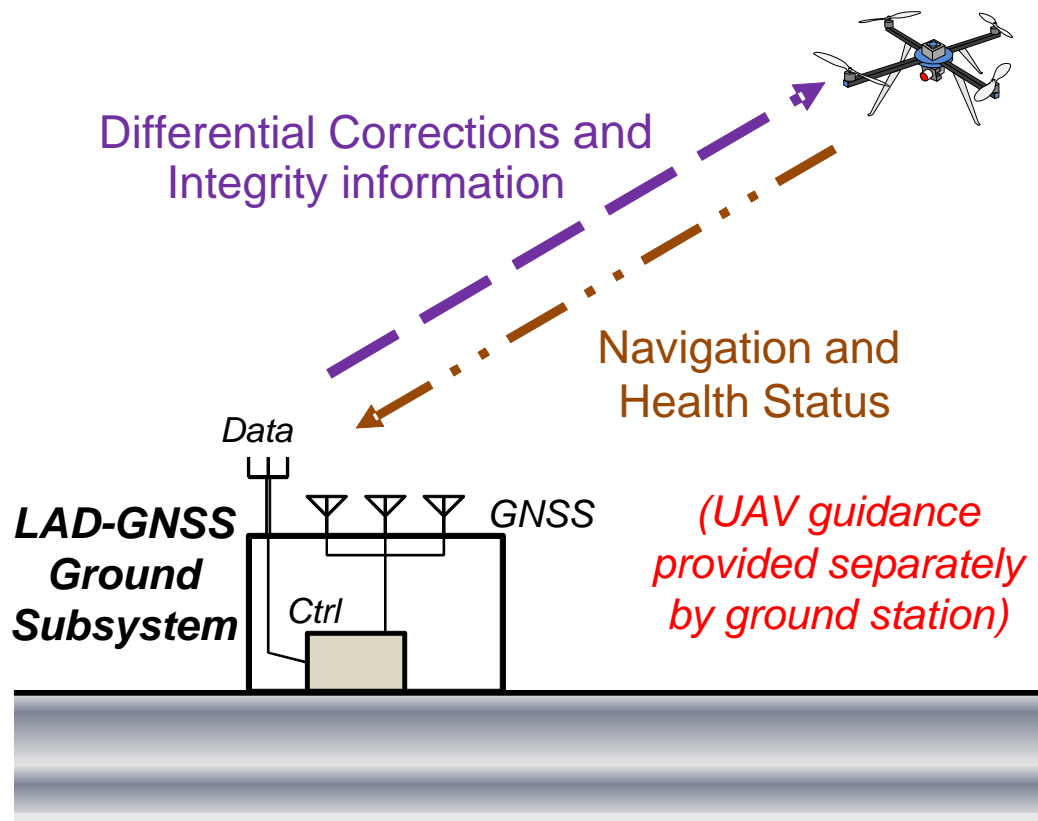 Differential Corrections and
Integrity information
Navigation and
Health Status
Data
LAD-GNSS
Ground
Subsystem
GNSS
Ctrl
(UAV guidance
provided separately
by ground station)